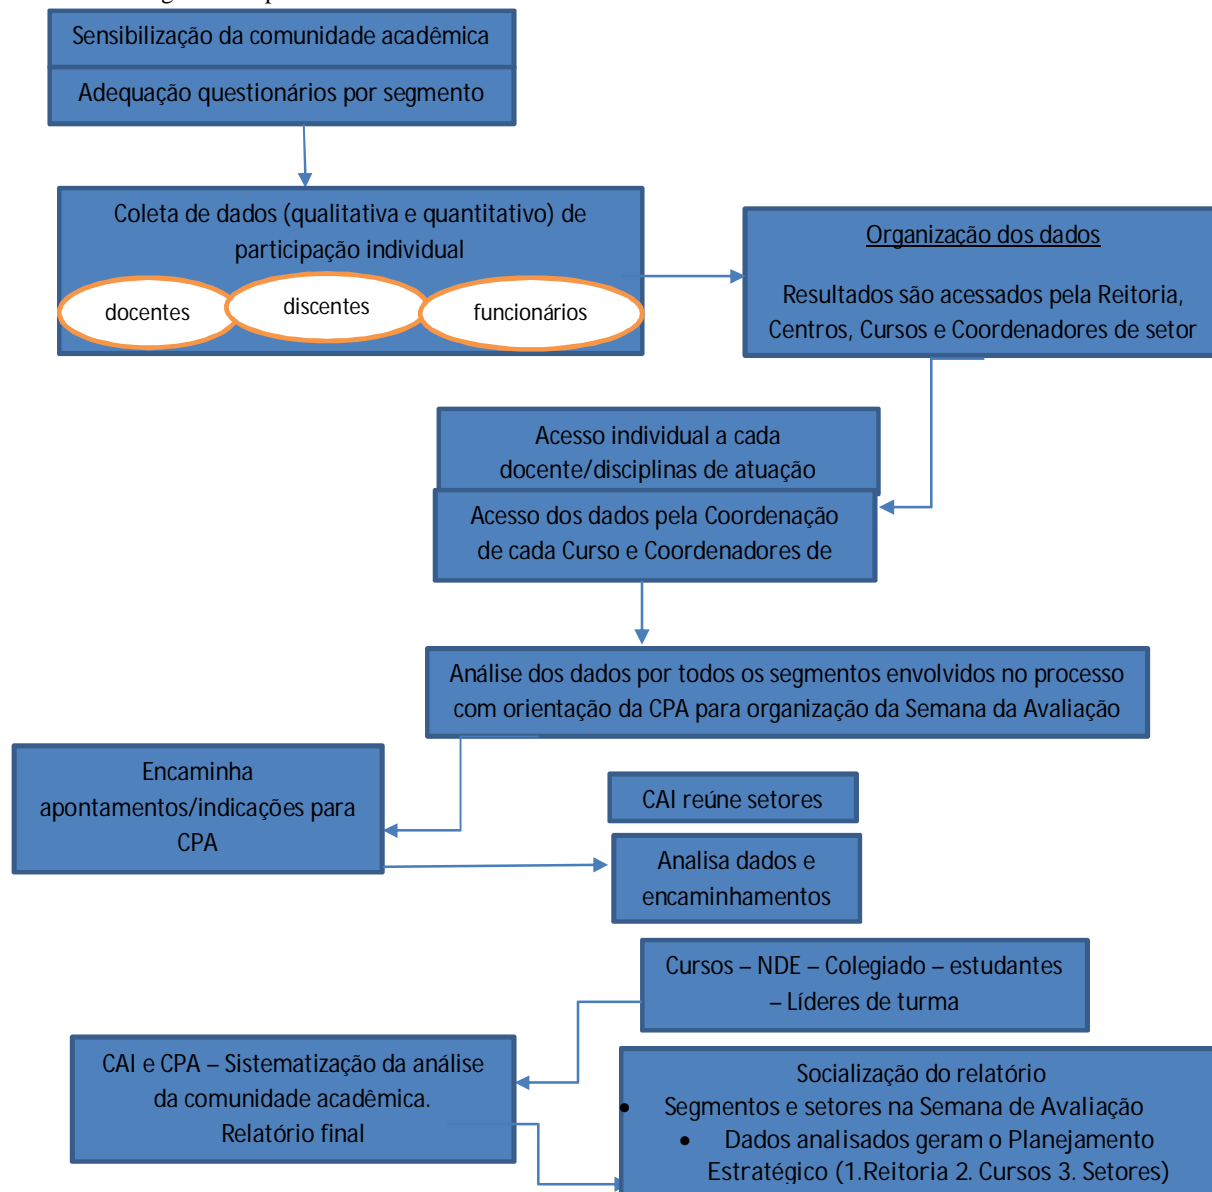 Sensibilização da comunidade acadêmica
Adequação questionários por segmento
Coleta de dados (qualitativa e quantitativo) de
participação individual
docentes
discentes
funcionários
Organização dos dados
Resultados são acessados pela Reitoria,
Centros, Cursos e Coordenadores de setor
Acesso individual a cada
docente/disciplinas de atuação
Acesso dos dados pela Coordenação
de cada Curso e Coordenadores de
Análise dos dados por todos os segmentos envolvidos no processo
com orientação da CPA para organização da Semana da Avaliação
Encaminha
apontamentos/indicações para
CPA
CAI reúne setores
Analisa dados e
encaminhamentos
Cursos – NDE – Colegiado – estudantes
– Líderes de turma
CAI e CPA – Sistematização da análise
da comunidade acadêmica.
Relatório final
Socialização do relatório
• Segmentos e setores na Semana de Avaliação
• Dados analisados geram o Planejamento
Estratégico (1.Reitoria 2. Cursos 3. Setores)